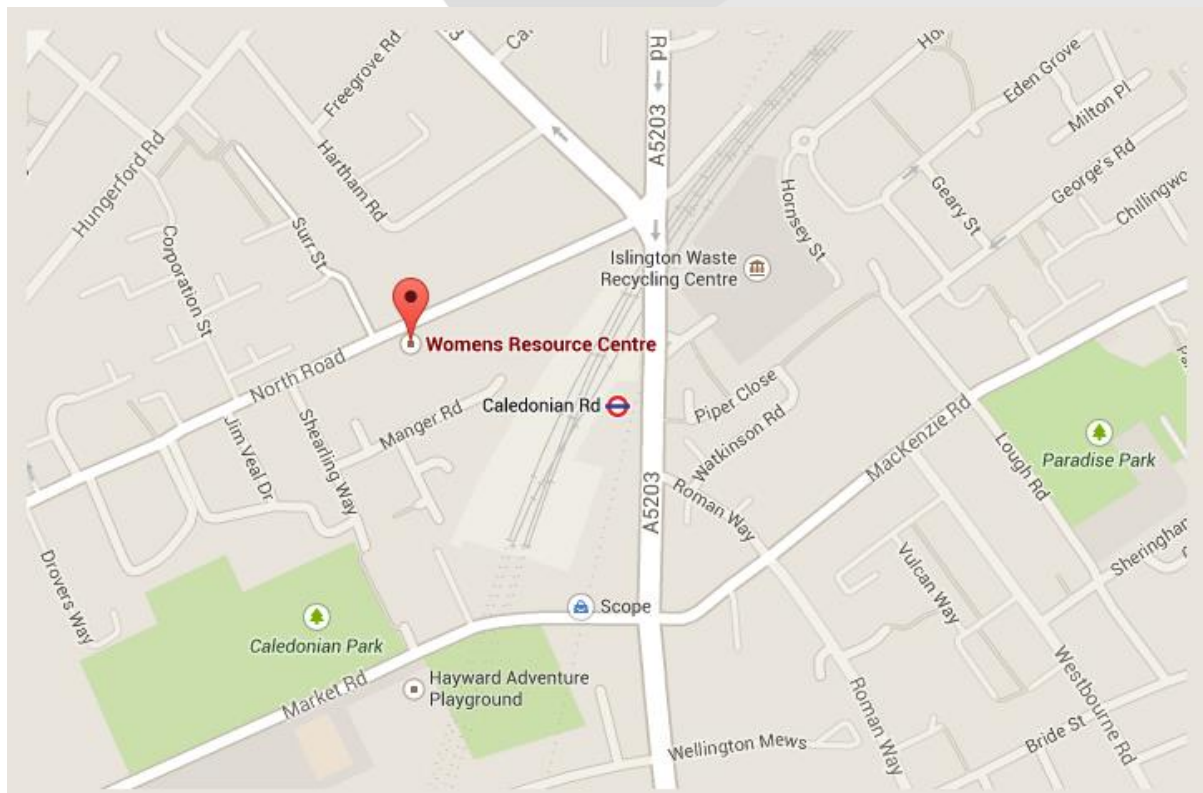 Freegrove Rd
Rd
A5203
Eden Grove
Milton Pl
Hungerford Rd
Hartham Rd
Hornsey St
Geary St
George's Rd
Surr St
Corporation St
Islington Waste
Recycling Centre
Womens Resource Centre
North Road
Caledonian Rd
Manger Rd
Piper Close
Watkinson Rd
MacKenzie Rd
Lough Rd
Paradise Park
Jim Veal Dr
Shearling Way
A5203
Roman Way
Drovers Way
Vulcan Way
Scope
Caledonian Park
Hayward Adventure
Playground
Market Rd
Roman Way
Westbourne Rd
Bride St
Wellington Mews